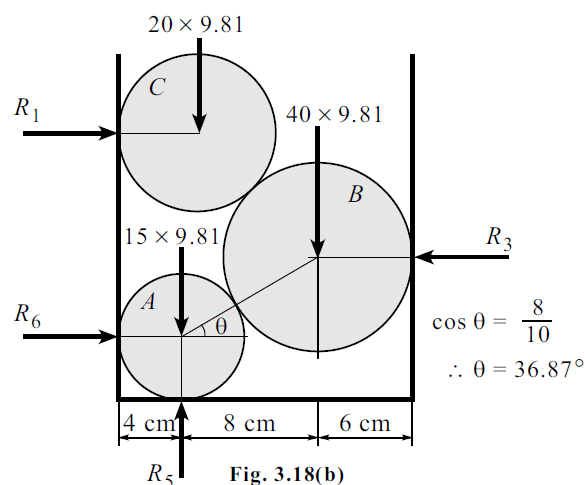 20 × 9.81
C
R1
40 × 9.81
B
15 × 9.81
R3
A
R6
θ
cos θ = 8/10
∴ θ = 36.87°
4 cm 8 cm 6 cm
R5
Fig. 3.18(b)